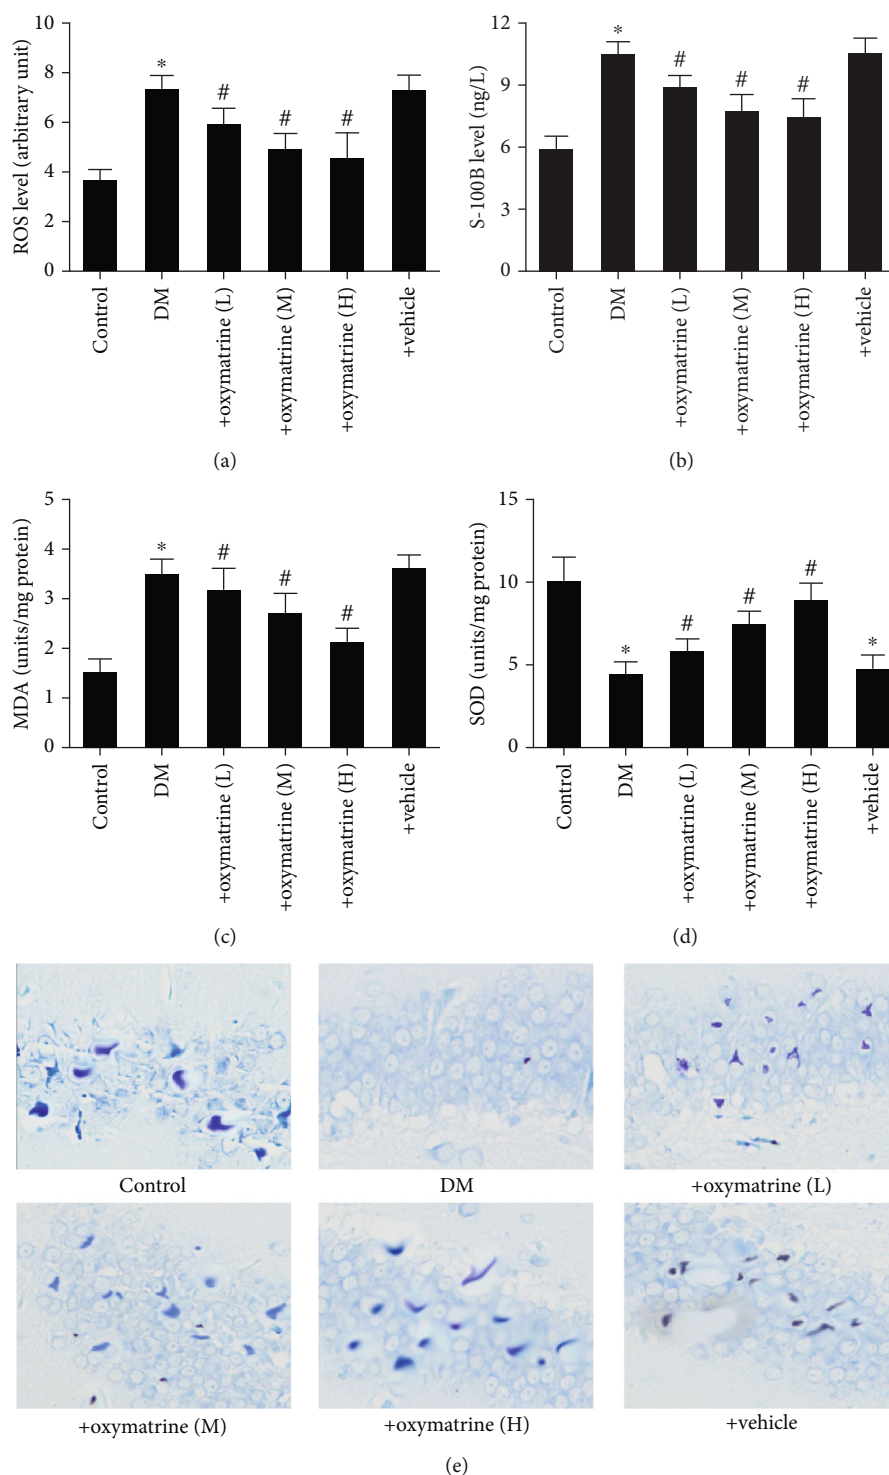 10
8
6
4
2
0
ROS level (arbitrary unit)
*
#
#
#
Control
DM
+oxymatrine (L)
+oxymatrine (M)
+oxymatrine (H)
+vehicle
(a)
12
9
6
3
0
S-100B level (ng/L)
*
#
#
#
Control
DM
+oxymatrine (L)
+oxymatrine (M)
+oxymatrine (H)
+vehicle
(b)
5
4
3
2
1
0
MDA (units/mg protein)
*
#
#
#
Control
DM
+oxymatrine (L)
+oxymatrine (M)
+oxymatrine (H)
+vehicle
(c)
15
10
5
0
SOD (units/mg protein)
*
#
#
#
*
Control
DM
+oxymatrine (L)
+oxymatrine (M)
+oxymatrine (H)
+vehicle
(d)
Control
DM
+oxymatrine (L)
+oxymatrine (M)
+oxymatrine (H)
+vehicle
(e)